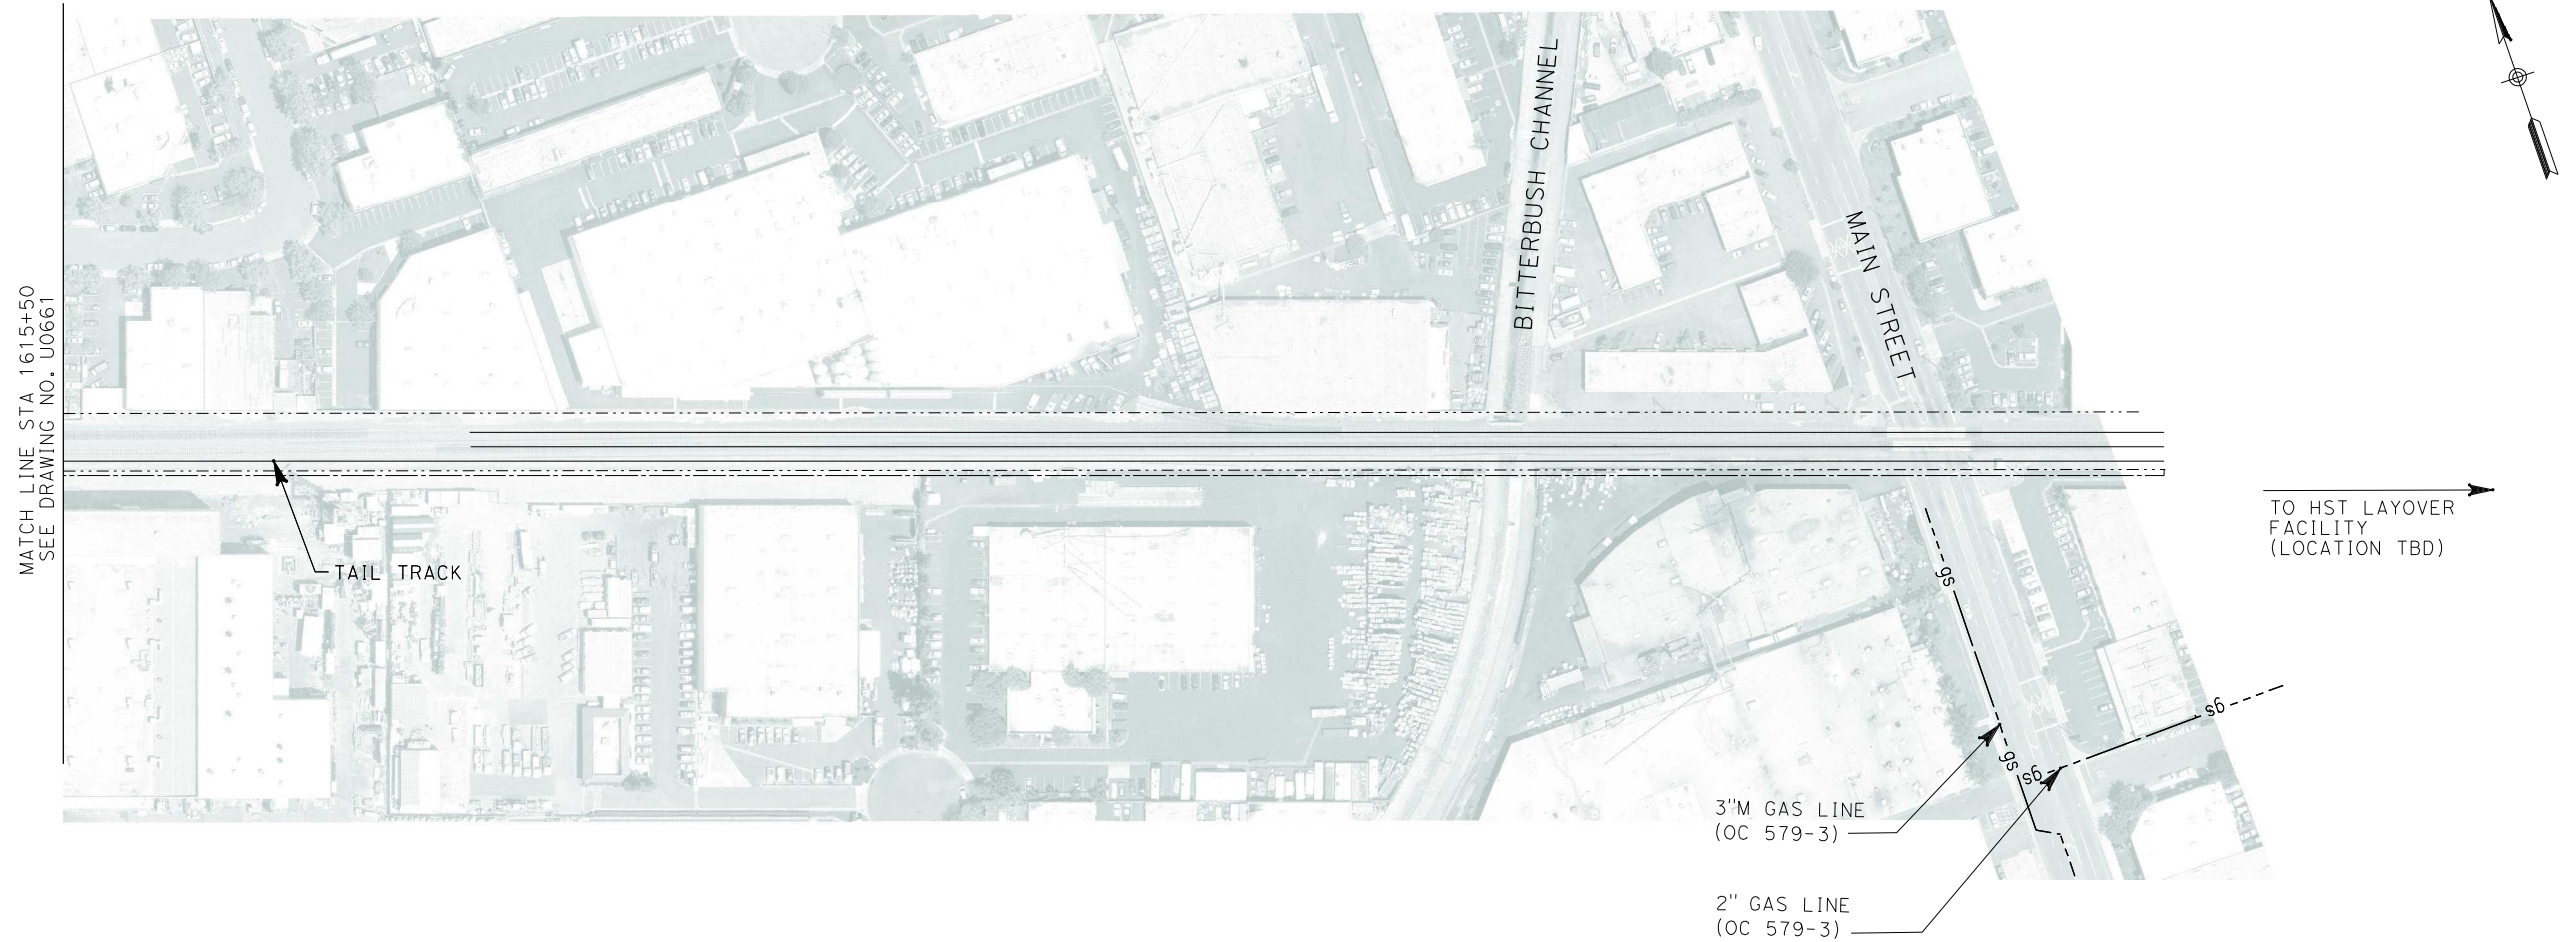 MATCH LINE STA 1615+50
SEE DRAWING NO. U0661
BITTERBUSH CHANNEL
MAIN STREET
TAIL TRACK
TO HST LAYOVER
FACILITY
(LOCATION TBD)
gs
gs
gs
gs
3"M GAS LINE
(OC 579-3)
2" GAS LINE
(OC 579-3)